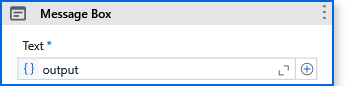 Message Box
Text *
{} output